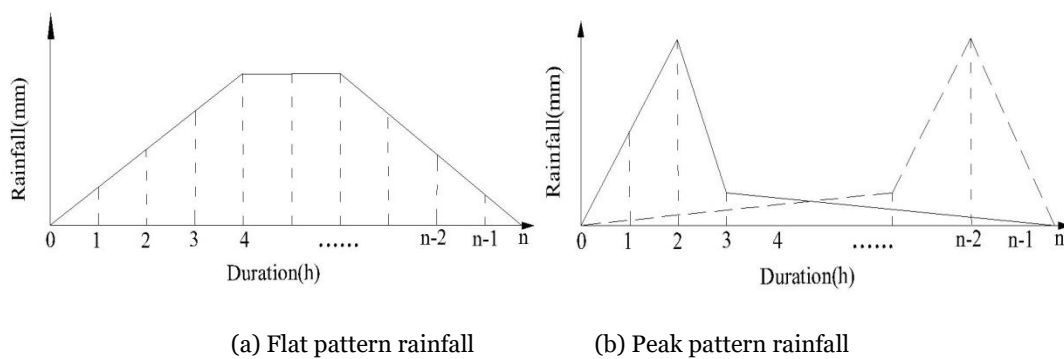 Rainfall(mm)
0 1 2 3 4 ...... n-2 n-1 n
Duration(h)
Rainfall(mm)
0 1 2 3 4 ...... n-2 n-1 n
Duration(h)
(a) Flat pattern rainfall (b) Peak pattern rainfall